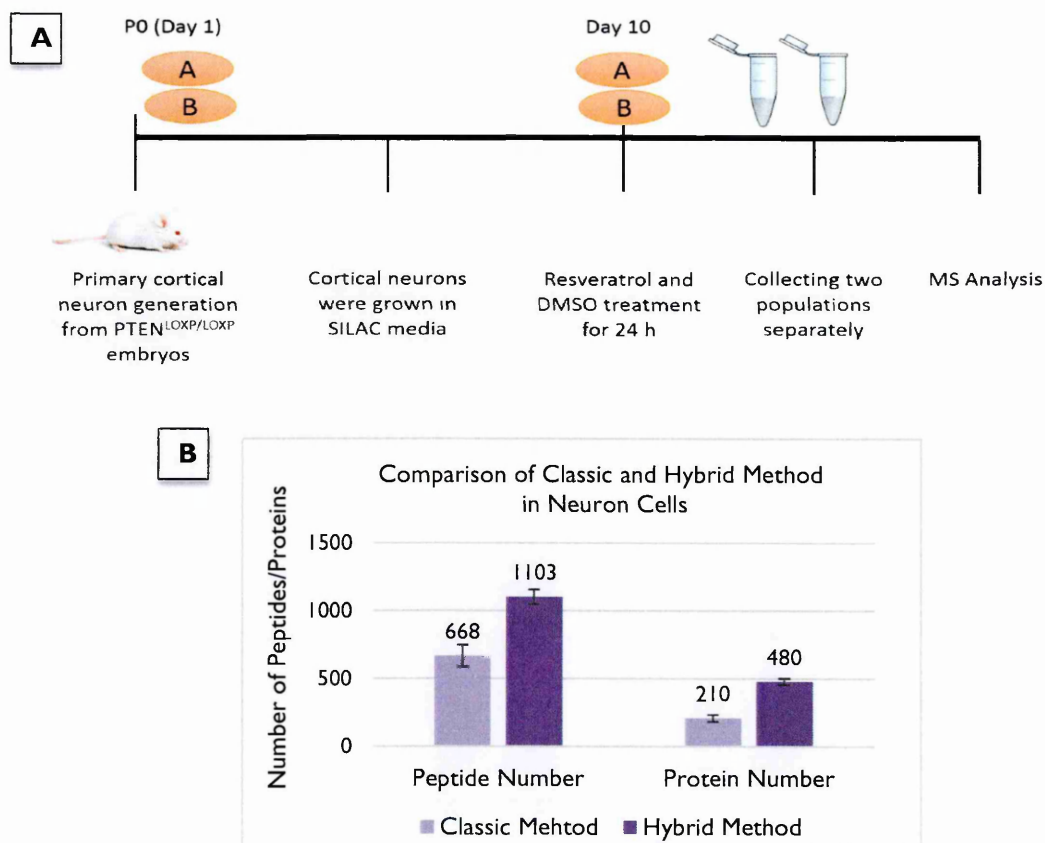 A
P0 (Day 1)
A
B
Day 10
A
B
Primary cortical
neuron generation
from PTENLOXP/LOXP
embryos
Cortical neurons
were grown in
SILAC media
Resveratrol and
DMSO treatment
for 24 h
Collecting two
populations
separately
MS Analysis
B
Comparison of Classic and Hybrid Method
in Neuron Cells
Number of Peptides/Proteins
1500
1000
500
0
668
1103
210
480
Peptide Number
Protein Number
Classic Mehtod
Hybrid Method